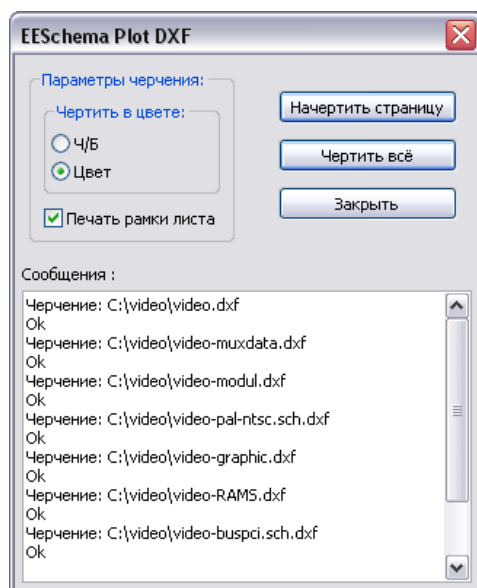 EESchema Plot DXF
Параметры черчения:
Чертить в цвете:
Ч/Б
Цвет
Печать рамки листа
Начертить страницу
Чертить всё
Закрыть
Сообщения :
Черчение: C:\video\video.dxf
Ok
Черчение: C:\video\video-muxdata.dxf
Ok
Черчение: C:\video\video-modul.dxf
Ok
Черчение: C:\video\video-pal-ntsc.sch.dxf
Ok
Черчение: C:\video\video-graphic.dxf
Ok
Черчение: C:\video\video-RAMS.dxf
Ok
Черчение: C:\video\video-buspci.sch.dxf
Ok